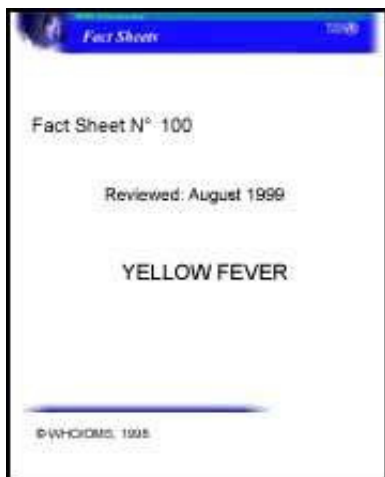 Fact Sheets
Fact Sheet N° 100
Reviewed: August 1999
YELLOW FEVER
© WHO/OMS, 1998